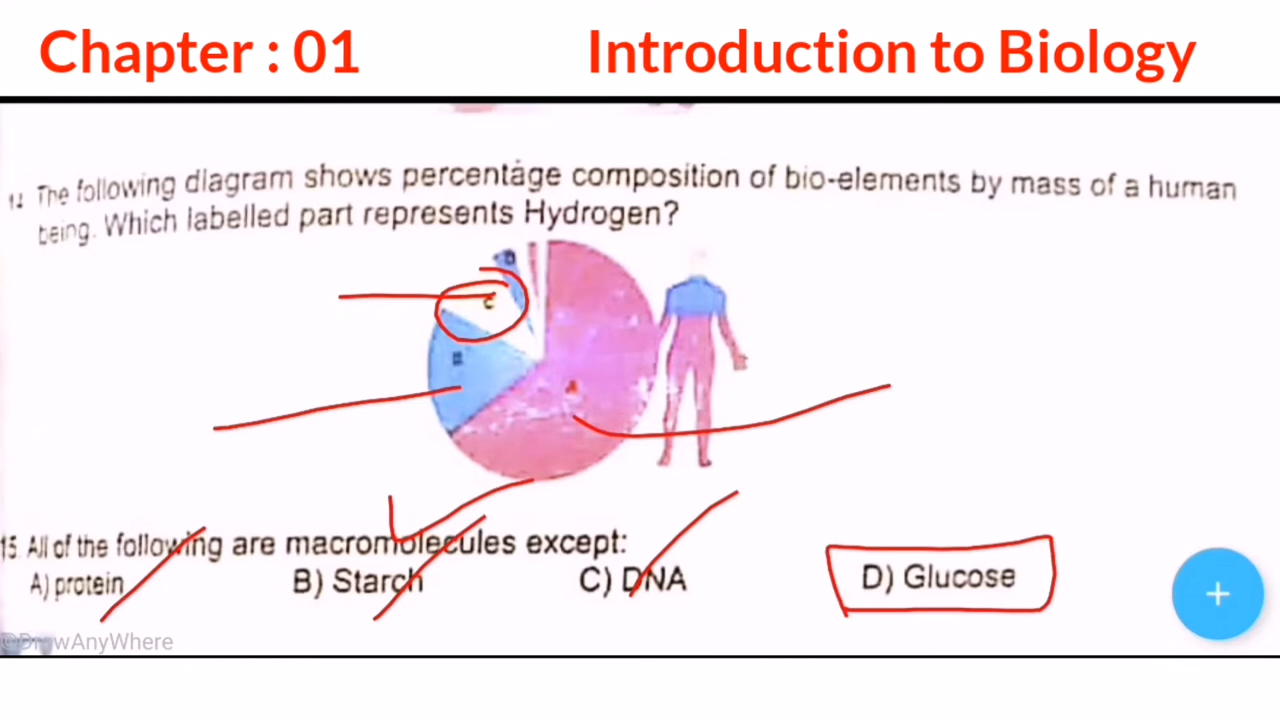 Chapter : 01 Introduction to Biology
The following diagram shows percentage composition of bio-elements by mass of a human
being. Which labelled part represents Hydrogen?
D
C
B
A
15. All of the following are macromolecules except:
A) protein B) Starch C) DNA D) Glucose
+
©DrawAnyWhere